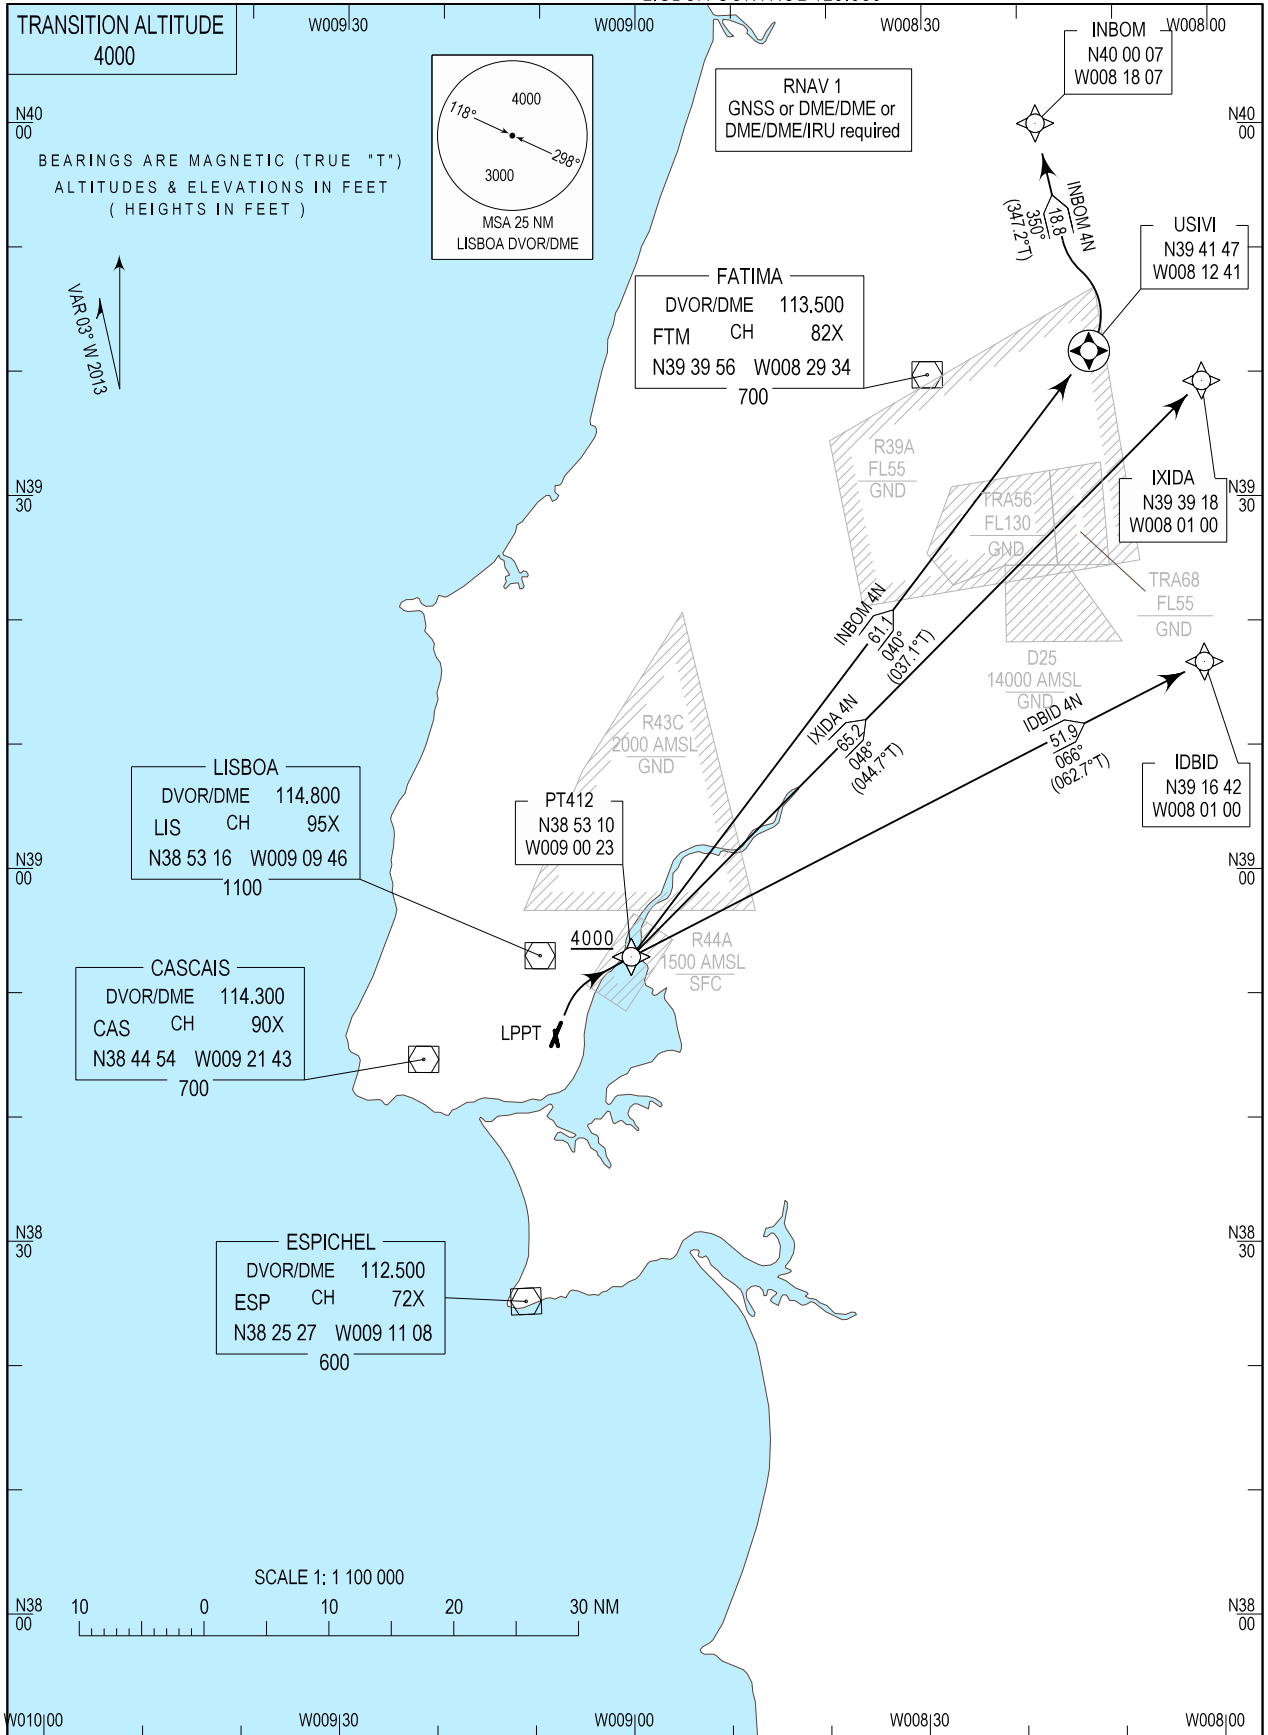 TRANSITION ALTITUDE
4000
W009 30
W009 00
W008 30
W008 00
INBOM
N40 00 07
W008 18 07
118°
4000
298°
3000
MSA 25 NM
LISBOA DVOR/DME
RNAV 1
GNSS or DME/DME or
DME/DME/IRU required
N40
00
N40
00
BEARINGS ARE MAGNETIC (TRUE "T")
ALTITUDES & ELEVATIONS IN FEET
( HEIGHTS IN FEET )
VAR 03° W 2013
INBOM 4N
18.8
350°
(347.2°T)
USIVI
N39 41 47
W008 12 41
FATIMA
DVOR/DME 113.500
FTM CH 82X
N39 39 56 W008 29 34
700
R39A
FL55
GND
TRA56
FL130
GND
IXIDA
N39 39 18
W008 01 00
N39
30
N39
30
TRA68
FL55
GND
INBOM 4N
61.1
040°
(037.1°T)
D25
14000 AMSL
GND
R43C
2000 AMSL
GND
IXIDA 4N
65.2
048°
(044.7°T)
IDBID 4N
51.9
066°
(062.7°T)
IDBID
N39 16 42
W008 01 00
LISBOA
DVOR/DME 114.800
LIS CH 95X
N38 53 16 W009 09 46
1100
PT412
N38 53 10
W009 00 23
N39
00
N39
00
4000
R44A
1500 AMSL
SFC
CASCAIS
DVOR/DME 114.300
CAS CH 90X
N38 44 54 W009 21 43
700
LPPT
N38
30
N38
30
ESPICHEL
DVOR/DME 112.500
ESP CH 72X
N38 25 27 W009 11 08
600
SCALE 1: 1 100 000
10 0 10 20 30 NM
N38
00
N38
00
W010 00
W009 30
W009 00
W008 30
W008 00